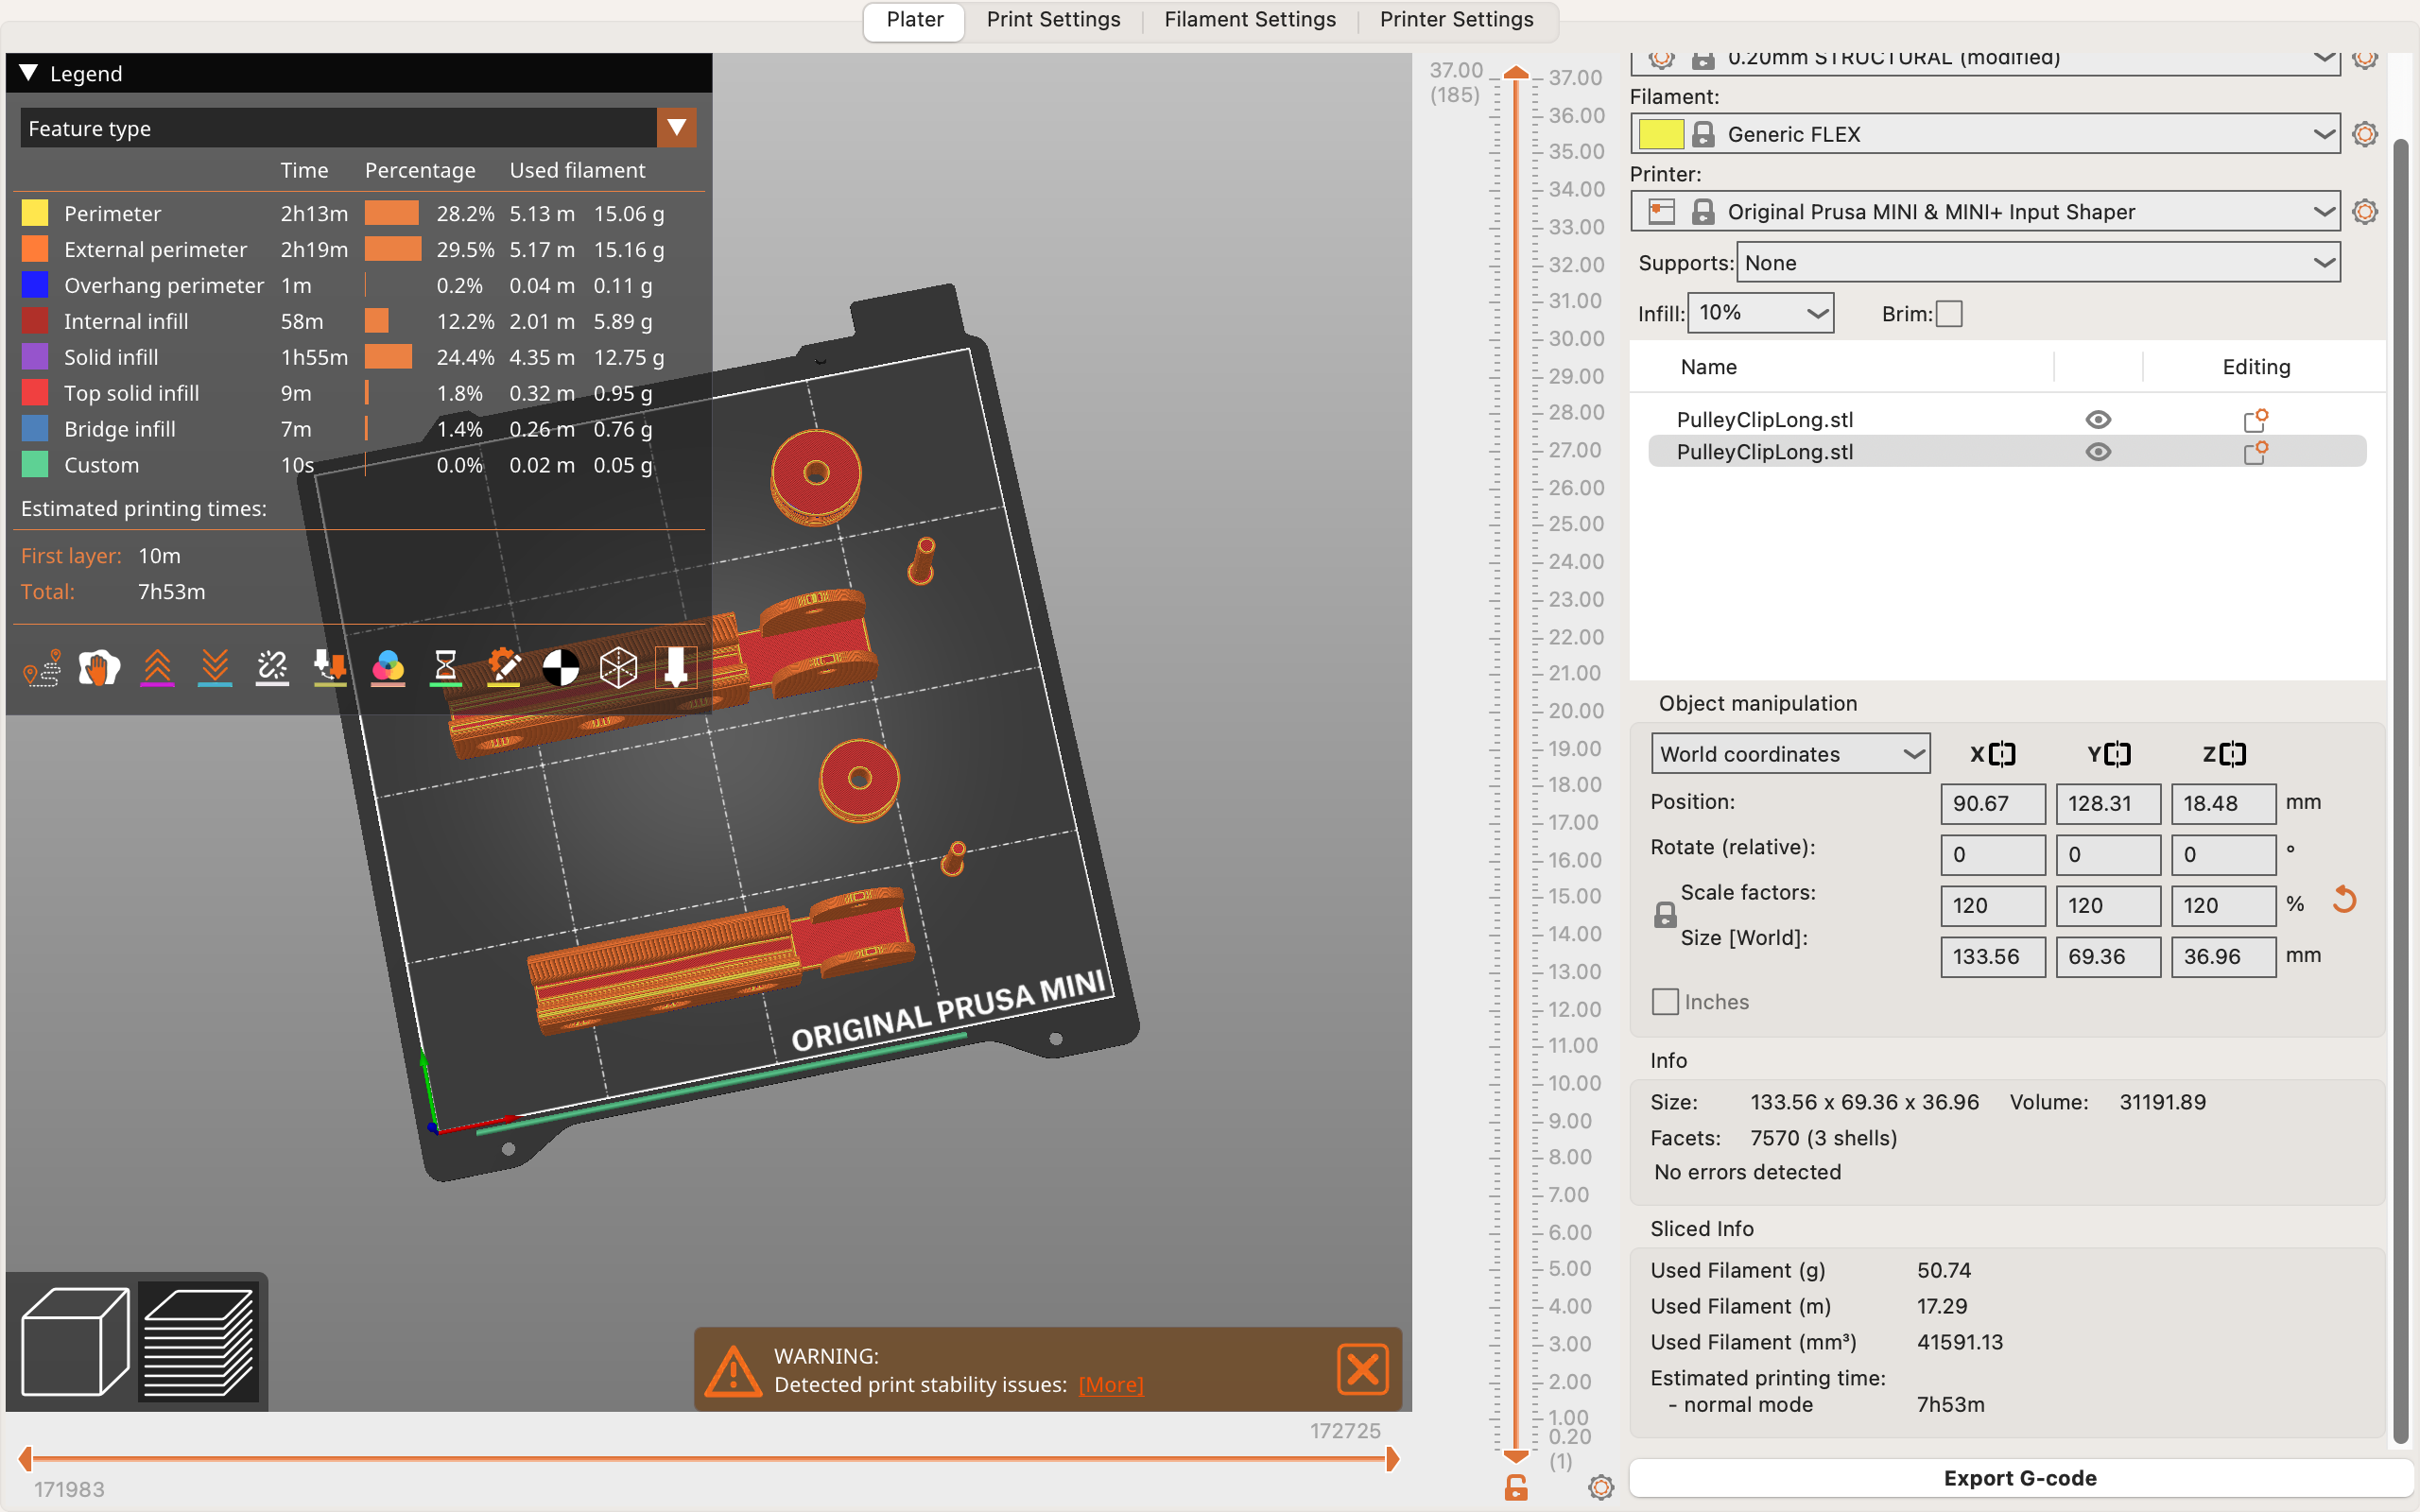 Plater Print Settings Filament Settings Printer Settings
Legend
Feature type
Time Percentage Used filament
Perimeter 2h13m 28.2% 5.13 m 15.06 g
External perimeter 2h19m 29.5% 5.17 m 15.16 g
Overhang perimeter 1m 0.2% 0.04 m 0.11 g
Internal infill 58m 12.2% 2.01 m 5.89 g
Solid infill 1h55m 24.4% 4.35 m 12.75 g
Top solid infill 9m 1.8% 0.32 m 0.95 g
Bridge infill 7m 1.4% 0.26 m 0.76 g
Custom 10s 0.0% 0.02 m 0.05 g
Estimated printing times:
First layer: 10m
Total: 7h53m
ORIGINAL PRUSA MINI
WARNING:
Detected print stability issues: [More]
172725
171983
37.00
(185)
37.00
36.00
35.00
34.00
33.00
32.00
31.00
30.00
29.00
28.00
27.00
26.00
25.00
24.00
23.00
22.00
21.00
20.00
19.00
18.00
17.00
16.00
15.00
14.00
13.00
12.00
11.00
10.00
9.00
8.00
7.00
6.00
5.00
4.00
3.00
2.00
1.00
0.20
(1)
0.20mm STRUCTURAL (modified)
Filament:
Generic FLEX
Printer:
Original Prusa MINI & MINI+ Input Shaper
Supports: None
Infill: 10% Brim:
Name Editing
PulleyClipLong.stl
PulleyClipLong.stl
Object manipulation
World coordinates X Y Z
Position: 90.67 128.31 18.48 mm
Rotate (relative): 0 0 0 °
Scale factors: 120 120 120 %
Size [World]: 133.56 69.36 36.96 mm
Inches
Info
Size: 133.56 x 69.36 x 36.96 Volume: 31191.89
Facets: 7570 (3 shells)
No errors detected
Sliced Info
Used Filament (g) 50.74
Used Filament (m) 17.29
Used Filament (mm³) 41591.13
Estimated printing time:
- normal mode 7h53m
Export G-code